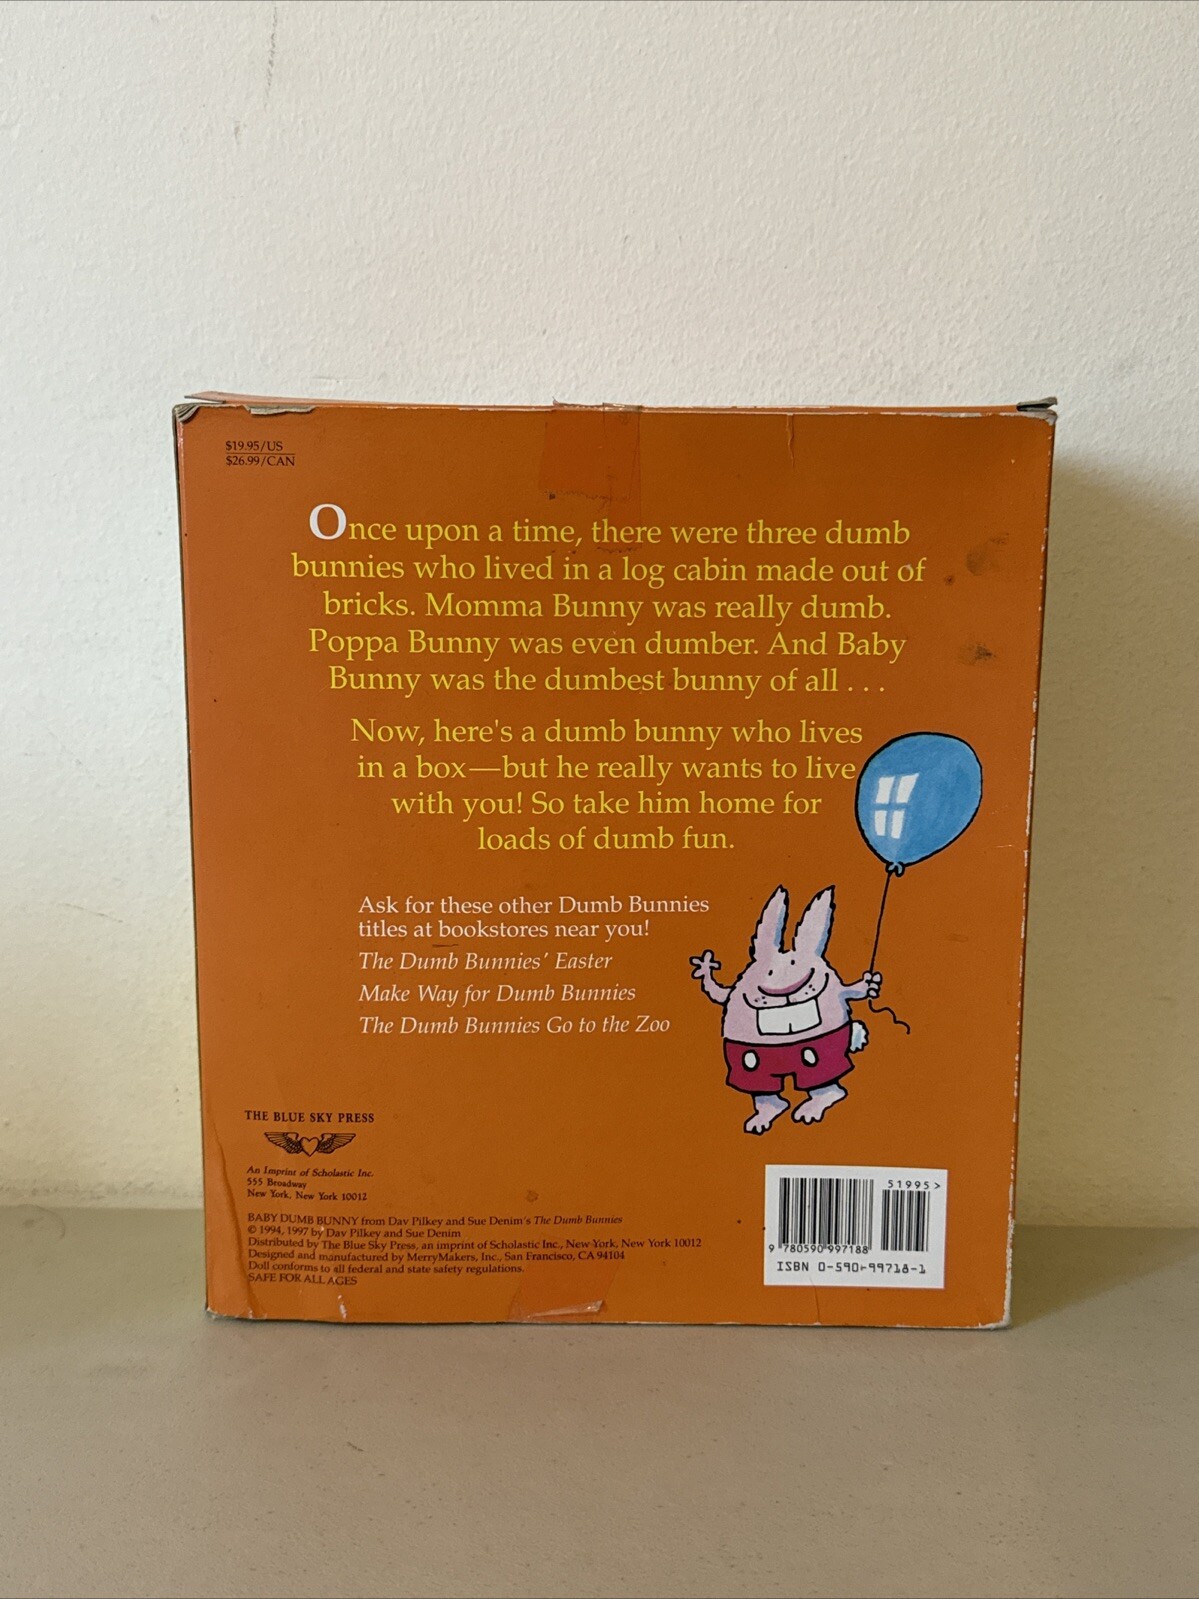 $19.95/US
$26.99/CAN
Once upon a time, there were three dumb
bunnies who lived in a log cabin made out of
bricks. Momma Bunny was really dumb.
Poppa Bunny was even dumber. And Baby
Bunny was the dumbest bunny of all . . .
Now, here's a dumb bunny who lives
in a box—but he really wants to live
with you! So take him home for
loads of dumb fun.
Ask for these other Dumb Bunnies
titles at bookstores near you!
The Dumb Bunnies' Easter
Make Way for Dumb Bunnies
The Dumb Bunnies Go to the Zoo
THE BLUE SKY PRESS
An Imprint of Scholastic Inc.
555 Broadway
New York, New York 10012
BABY DUMB BUNNY from Dav Pilkey and Sue Denim's The Dumb Bunnies
© 1994, 1997 by Dav Pilkey and Sue Denim
Distributed by The Blue Sky Press, an imprint of Scholastic Inc., New York, New York 10012
Designed and manufactured by MerryMakers, Inc., San Francisco, CA 94104
Doll conforms to all federal and state safety regulations.
SAFE FOR ALL AGES
51995>
9 780590 997188
ISBN 0-590-99718-1